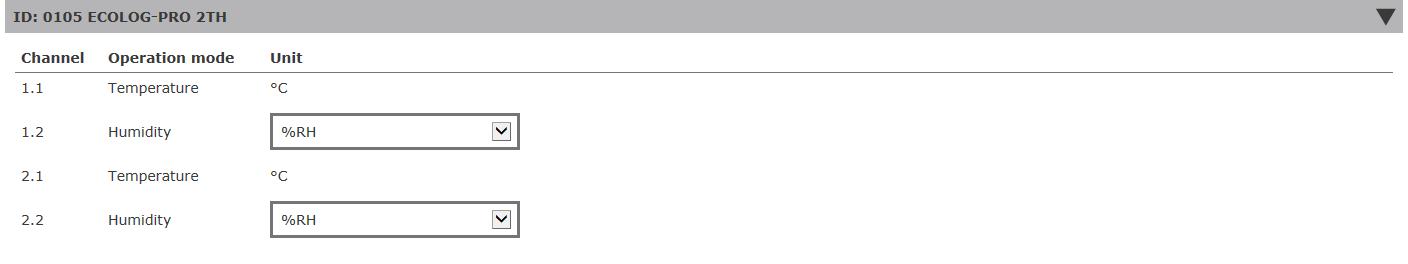 ID: 0105 ECOLOG-PRO 2TH
Channel Operation mode Unit
1.1 Temperature °C
1.2 Humidity %RH
2.1 Temperature °C
2.2 Humidity %RH